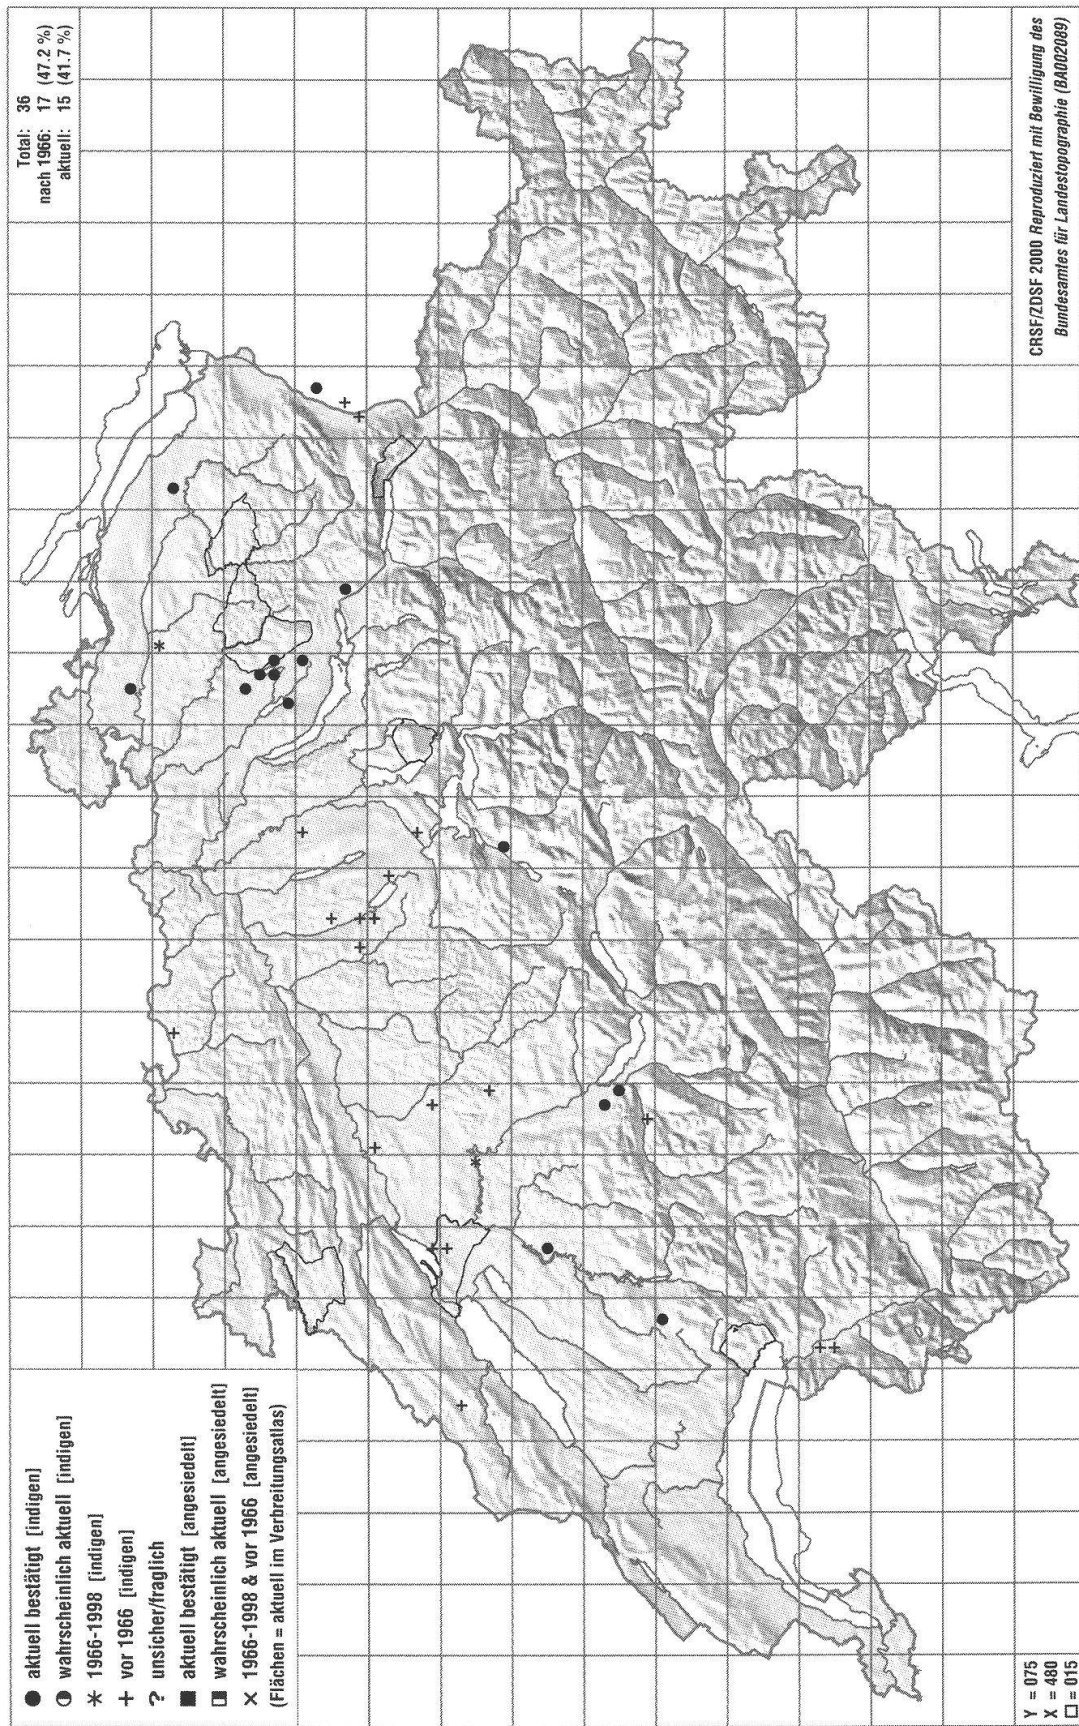 ● aktuell bestätigt [indigen]
◐ wahrscheinlich aktuell [indigen]
* 1966-1998 [indigen]
+ vor 1966 [indigen]
? unsicher/fraglich
■ aktuell bestätigt [angesiedelt]
◨ wahrscheinlich aktuell [angesiedelt]
× 1966-1998 & vor 1966 [angesiedelt]
(Flächen = aktuell im Verbreitungsatlas)
Total: 36
nach 1966: 17 (47.2 %)
aktuell: 15 (41.7 %)
Y = 075
X = 480
□ = 015
CRSF/ZDSF 2000 Reproduziert mit Bewilligung des
Bundesamtes für Landestopographie (BA002089)